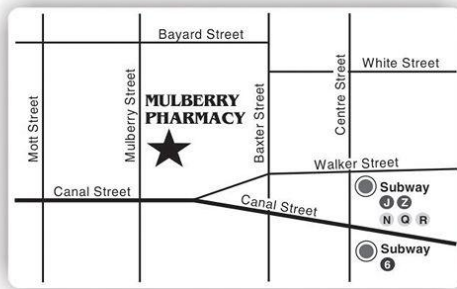 Bayard Street
White Street
Mott Street
Mulberry Street
MULBERRY
PHARMACY
Baxter Street
Centre Street
Walker Street
Canal Street
Canal Street
Subway
J Z
N Q R
Subway
6